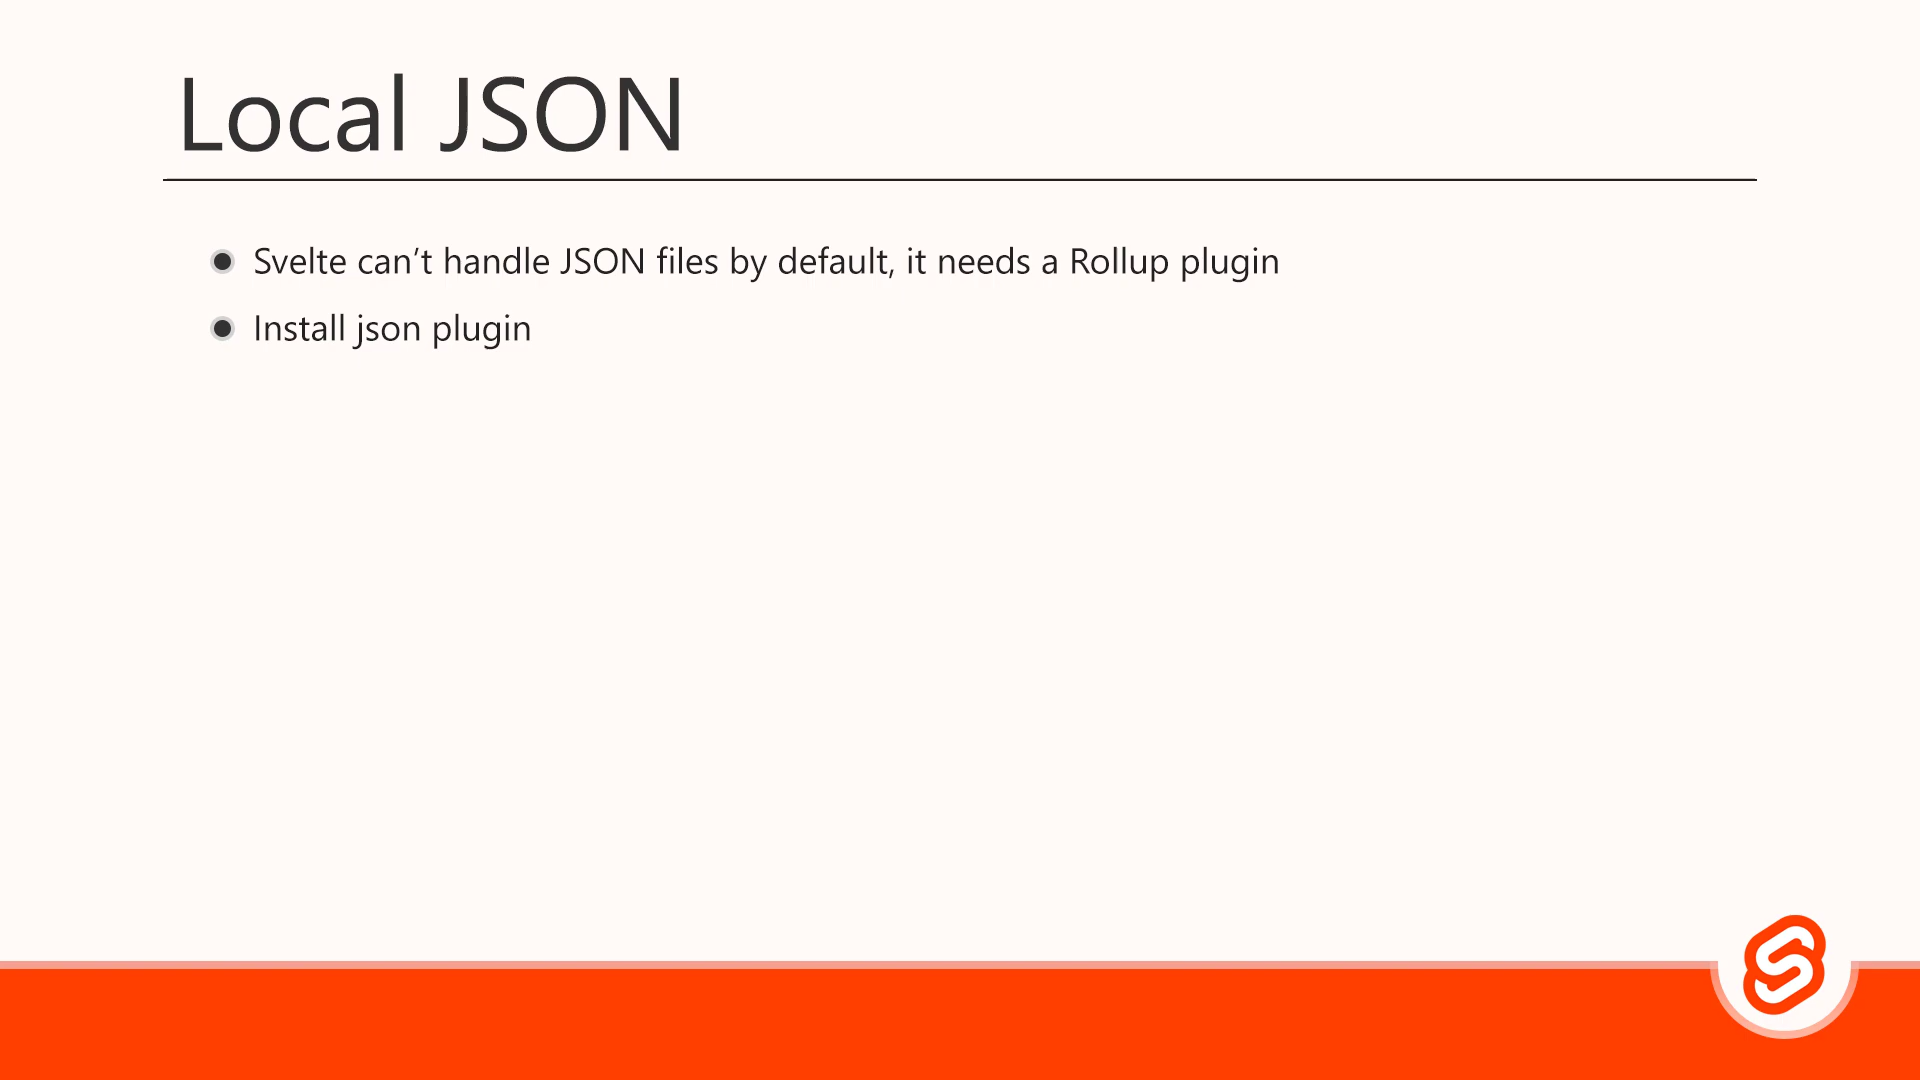 Local JSON
Svelte can’t handle JSON files by default, it needs a Rollup plugin
Install json plugin